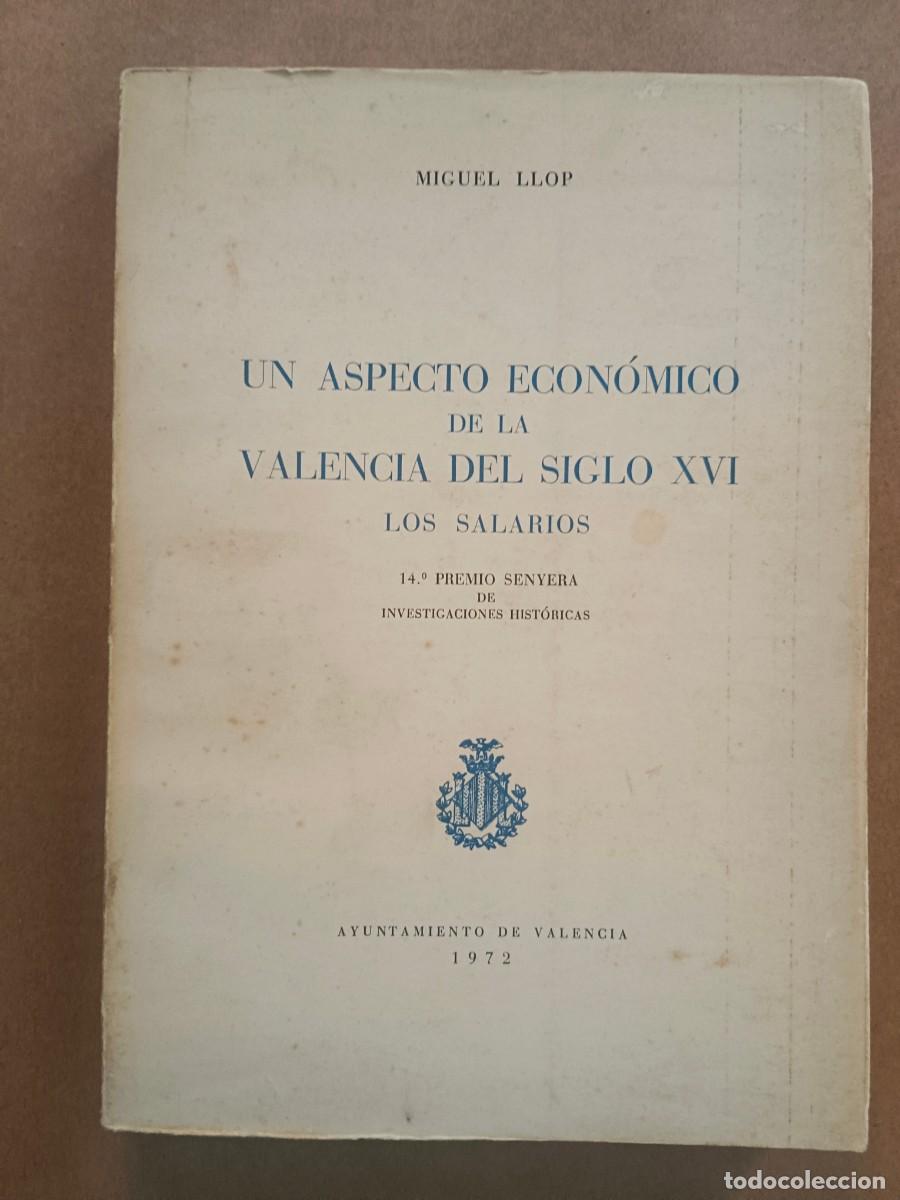 MIGUEL LLOP
UN ASPECTO ECONÓMICO
DE LA
VALENCIA DEL SIGLO XVI
LOS SALARIOS
14.º PREMIO SENYERA
DE
INVESTIGACIONES HISTÓRICAS
AYUNTAMIENTO DE VALENCIA
1972
todocoleccion